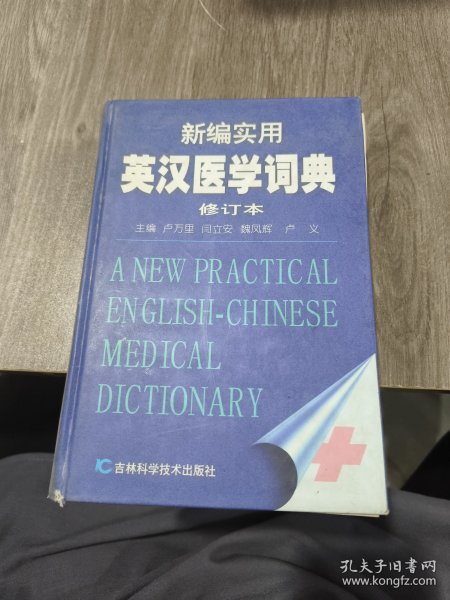 新编实用
英汉医学词典
修订本
主编 卢万里 闫立安 魏凤辉 卢 义
A NEW PRACTICAL
ENGLISH-CHINESE
MEDICAL
DICTIONARY
吉林科学技术出版社
孔夫子旧书网
www.kongfz.com